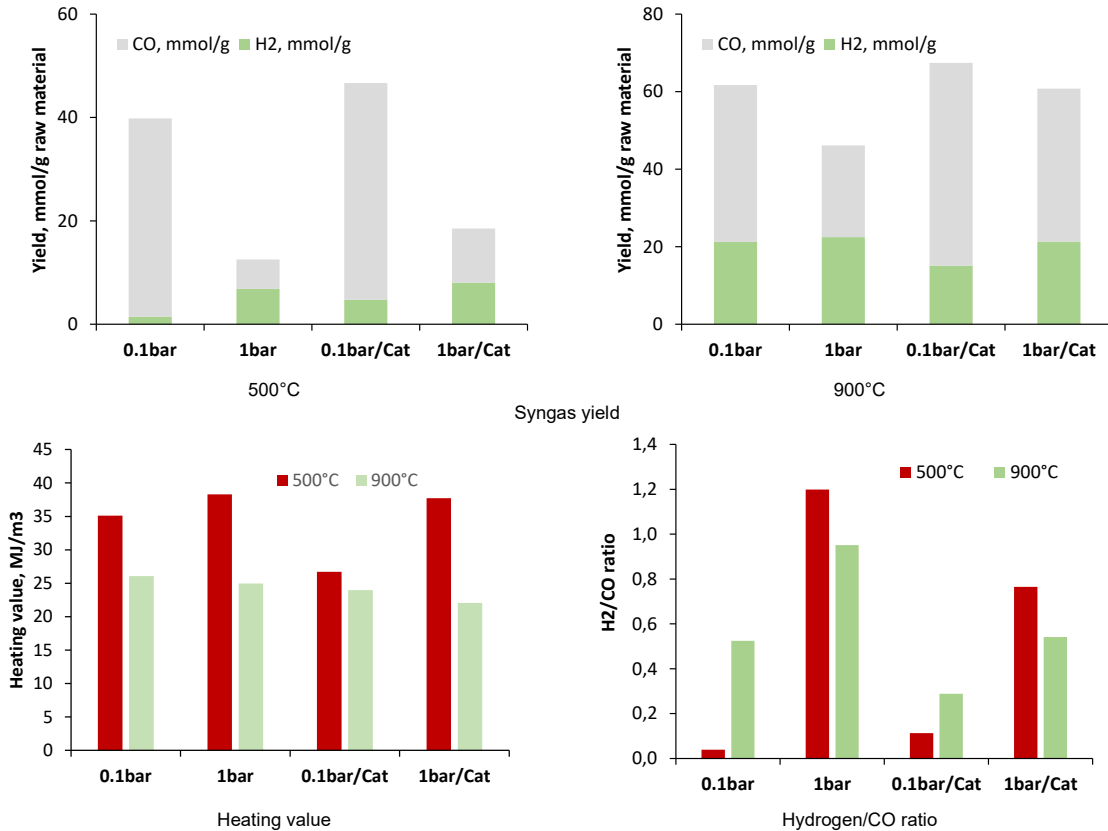 Yield, mmol/g raw material
60
40
20
0
CO, mmol/g H2, mmol/g
0.1bar 1bar 0.1bar/Cat 1bar/Cat
500°C
Yield, mmol/g raw material
80
60
40
20
0
CO, mmol/g H2, mmol/g
0.1bar 1bar 0.1bar/Cat 1bar/Cat
900°C
Syngas yield
Heating value, MJ/m3
45
40
35
30
25
20
15
10
5
0
500°C 900°C
0.1bar 1bar 0.1bar/Cat 1bar/Cat
Heating value
H2/CO ratio
1,4
1,2
1,0
0,8
0,6
0,4
0,2
0,0
500°C 900°C
0.1bar 1bar 0.1bar/Cat 1bar/Cat
Hydrogen/CO ratio